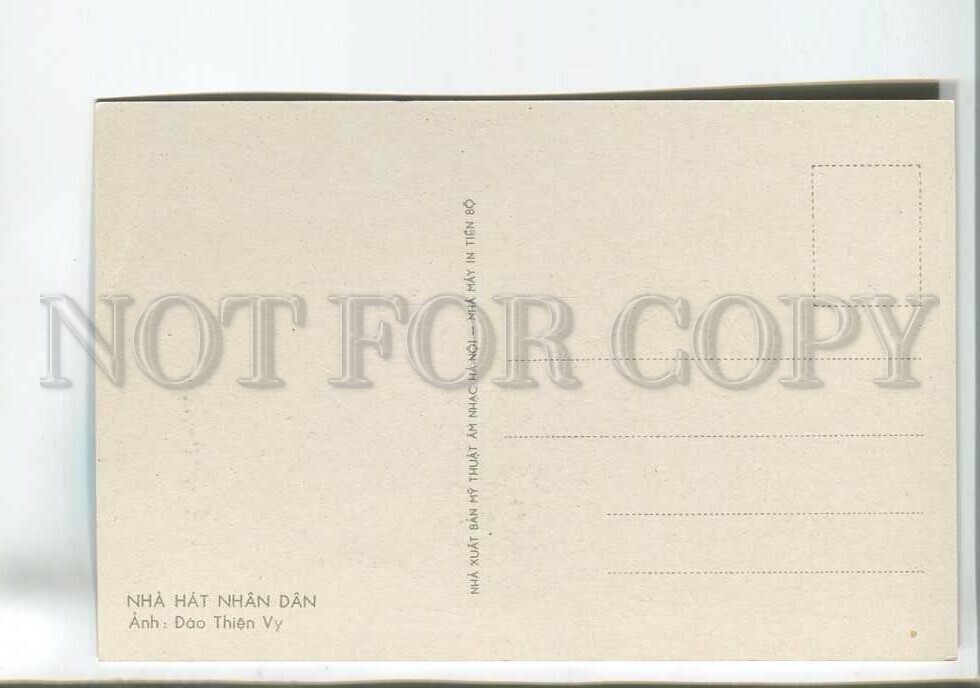 NHÀ XUẤT BẢN MỸ THUẬT ÂM NHẠC HÀ-NỘI — NHÀ MÁY IN TIẾN BỘ
NOT FOR COPY
NHÀ HÁT NHÂN DÂN
Ảnh : Đào Thiện Vy